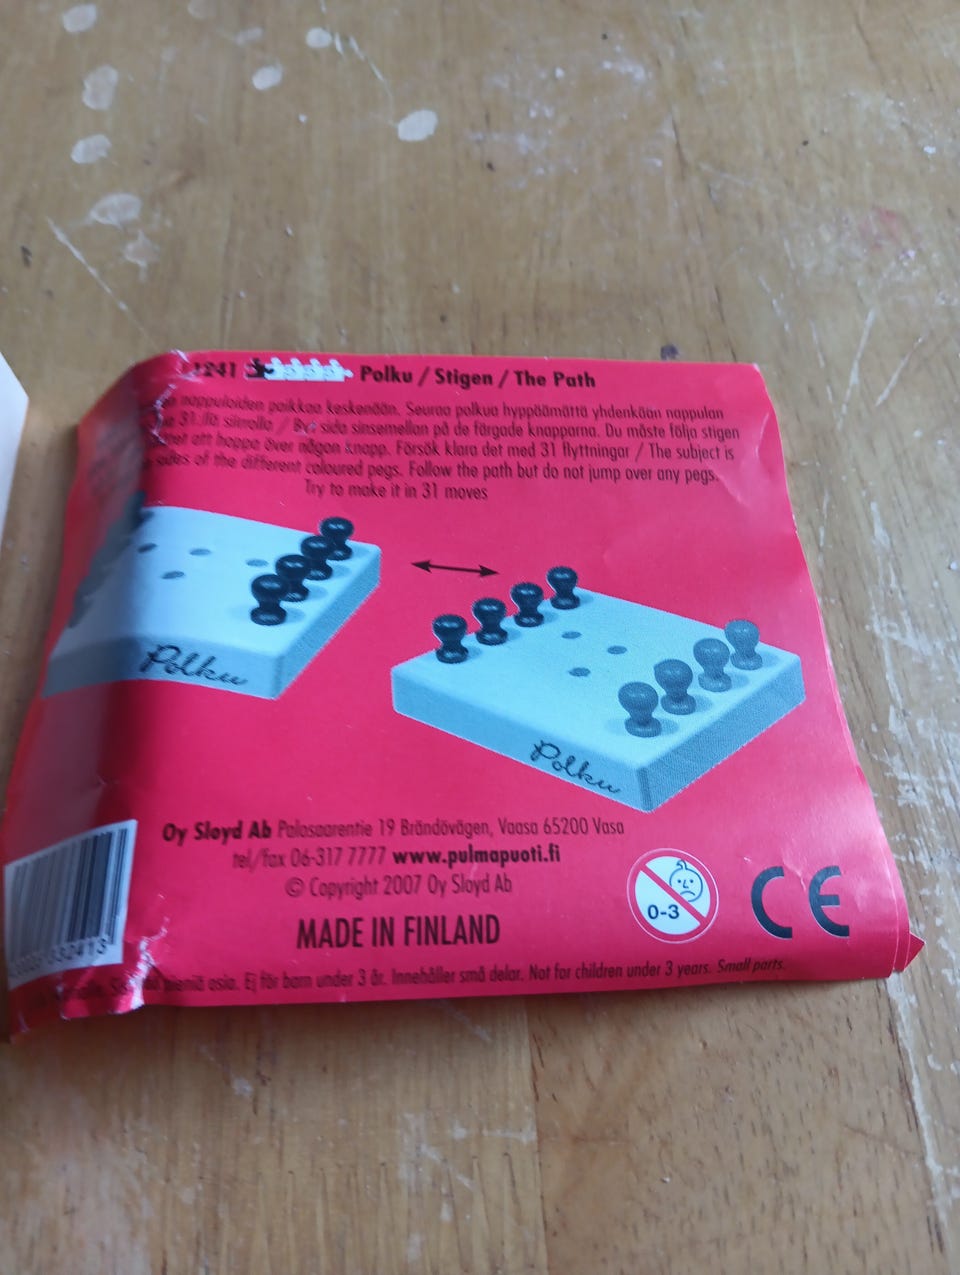 1241 Polku / Stigen / The Path
nappuloiden paikkaa keskenään. Seuraa polkua hyppäämättä yhdenkään nappulan
31:llä siirrolla / Byt sida sinsemellan på de färgade knapparna. Du måste följa stigen
att hoppa över någon knapp. Försök klara det med 31 flyttningar / The subject is
sides of the different coloured pegs. Follow the path but do not jump over any pegs.
Try to make it in 31 moves
Polku
Polku
Oy Sloyd Ab Palosaarentie 19 Brändövägen, Vaasa 65200 Vasa
tel/fax 06-317 7777 www.pulmapuoti.fi
© Copyright 2007 Oy Sloyd Ab
MADE IN FINLAND
0-3
CE
pieniä osia. Ej för barn under 3 år. Innehåller små delar. Not for children under 3 years. Small parts.